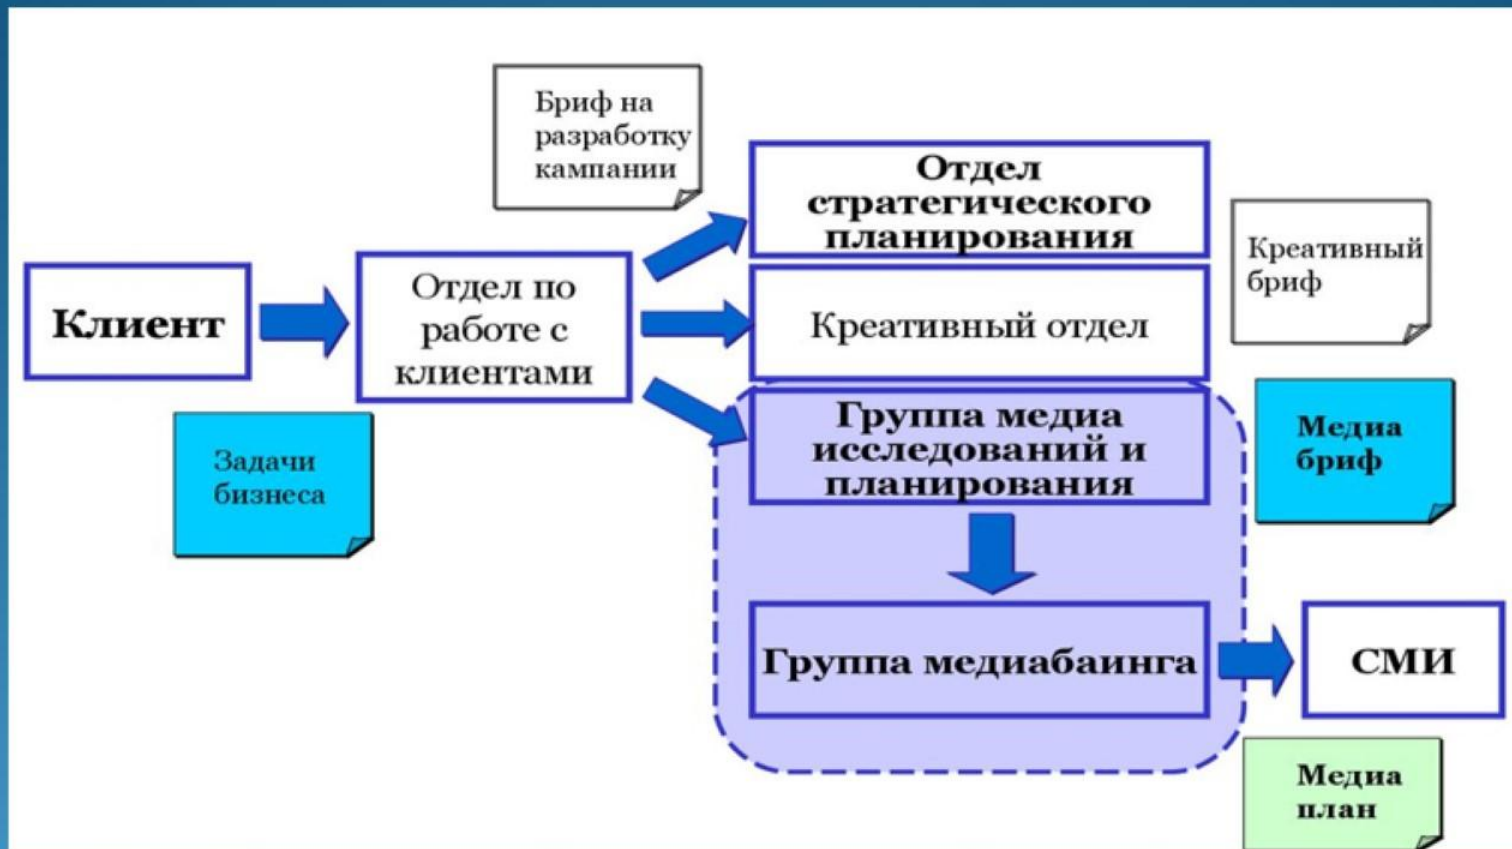 Бриф на
разработку
кампании
Отдел
стратегического
планирования
Креативный
бриф
Клиент
Отдел по
работе с
клиентами
Креативный отдел
Задачи
бизнеса
Группа медиа
исследований и
планирования
Медиа
бриф
Группа медиабаинга
СМИ
Медиа
план